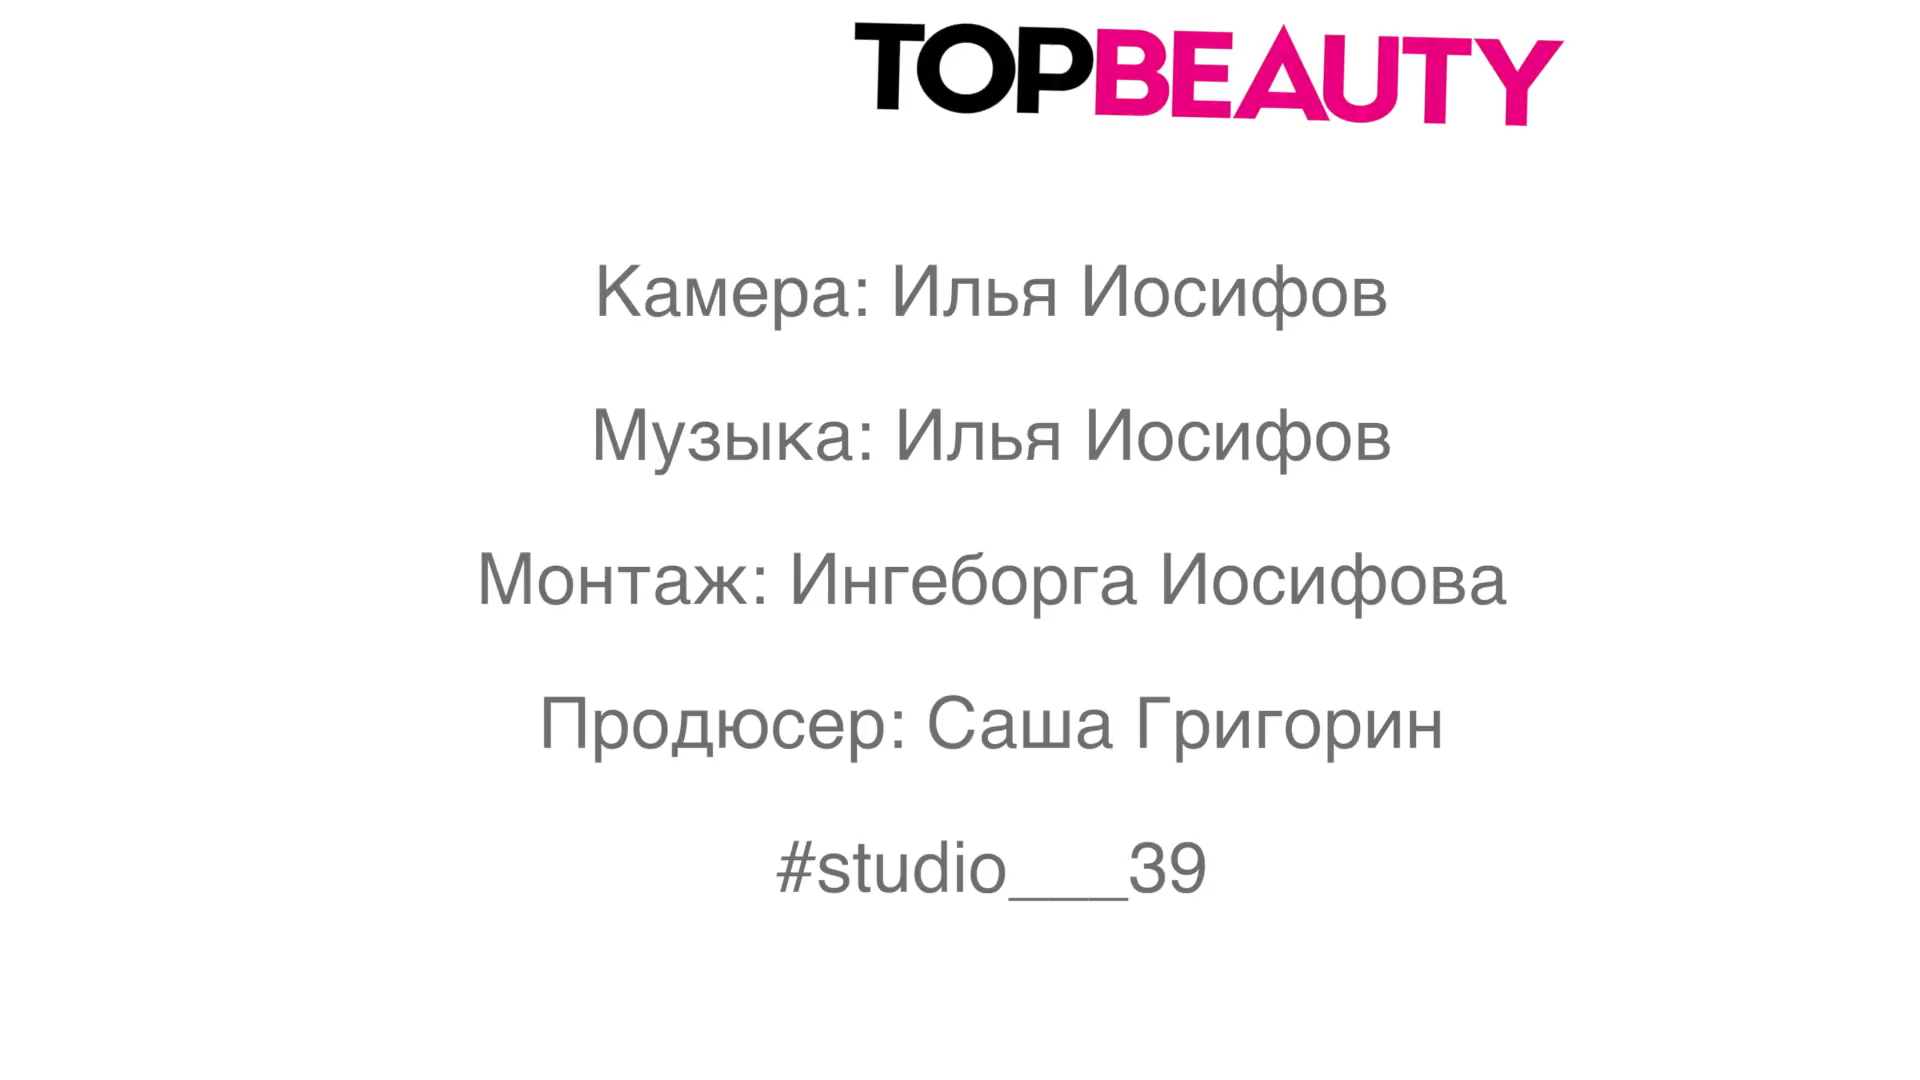 TOPBEAUTY
Камера: Илья Иосифов
Музыка: Илья Иосифов
Монтаж: Ингеборга Иосифова
Продюсер: Саша Григорин
#studio___39